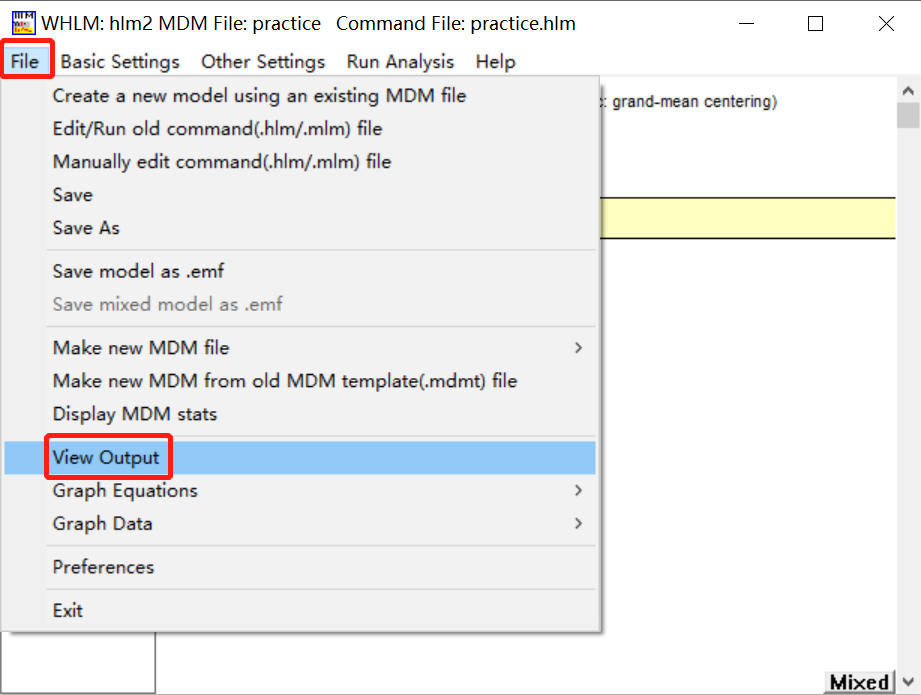 WHLM: hlm2 MDM File: practice Command File: practice.hlm
File Basic Settings Other Settings Run Analysis Help
: grand-mean centering)
Create a new model using an existing MDM file
Edit/Run old command(.hlm/.mlm) file
Manually edit command(.hlm/.mlm) file
Save
Save As
Save model as .emf
Save mixed model as .emf
Make new MDM file
Make new MDM from old MDM template(.mdmt) file
Display MDM stats
View Output
Graph Equations
Graph Data
Preferences
Exit
Mixed